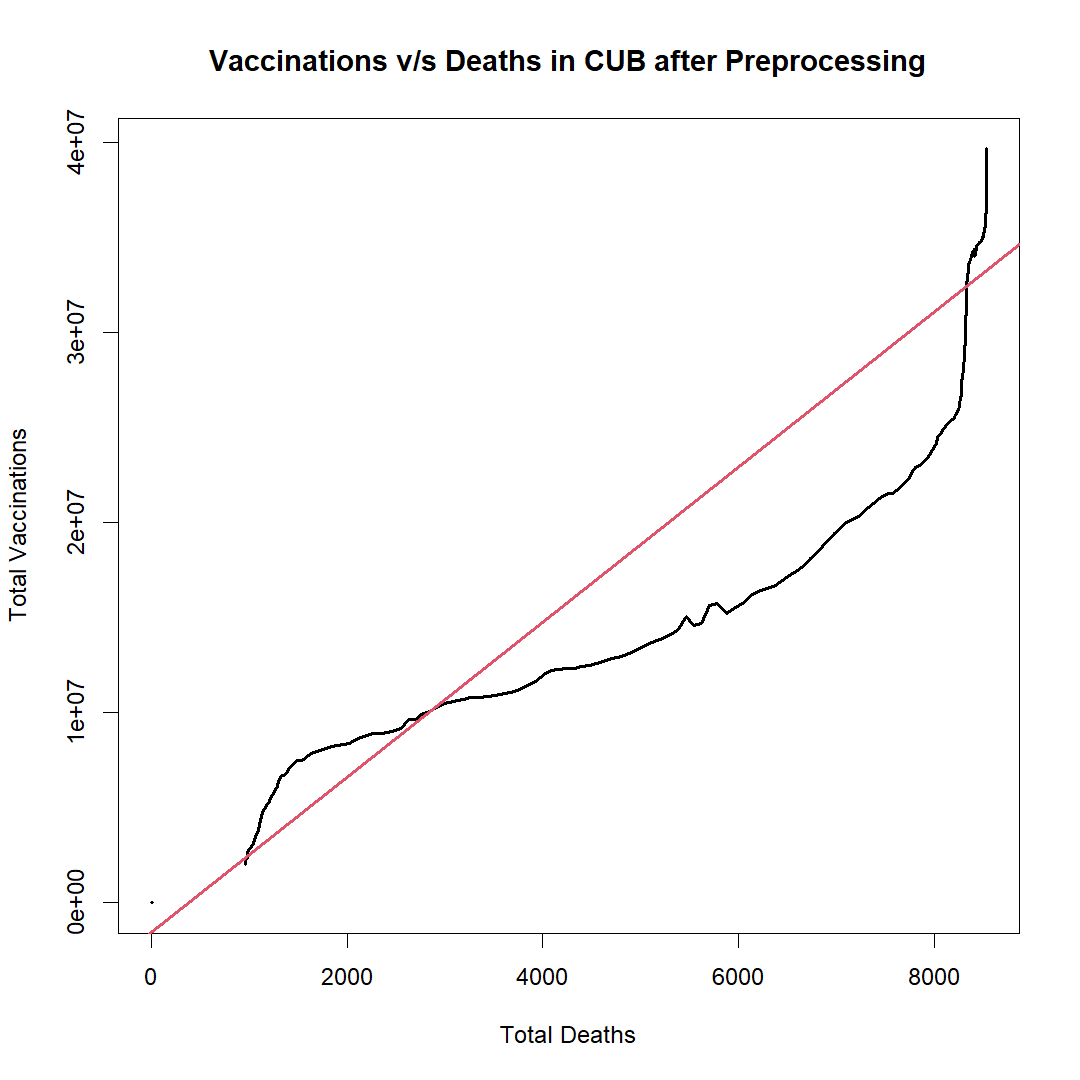 Vaccinations v/s Deaths in CUB after Preprocessing
4e+07
3e+07
2e+07
1e+07
0e+00
Total Vaccinations
0 2000 4000 6000 8000
Total Deaths